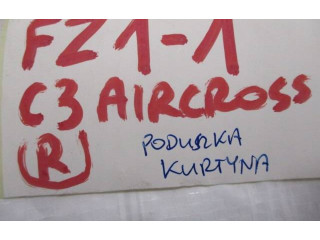 FZ1-1
C3 AIRCROSS
R PODUSZKA
KURTYNA